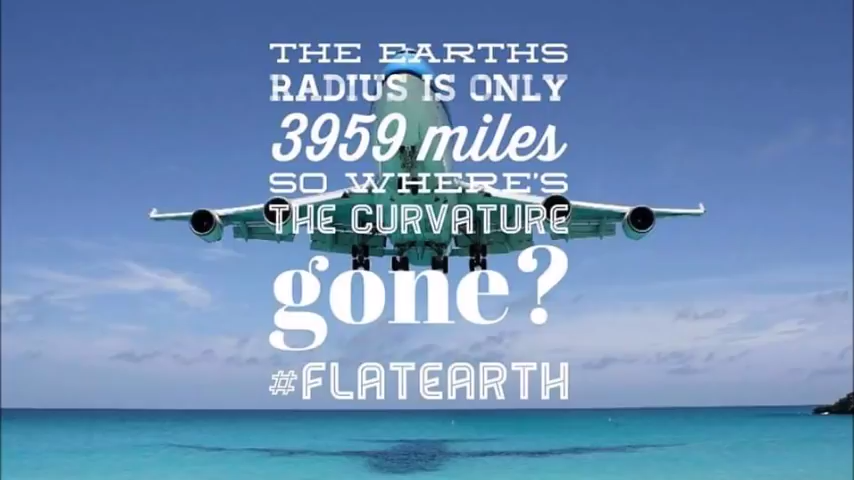 THE EARTHS
RADIUS IS ONLY
3959 miles
SO WHERE'S
THE CURVATURE
gone?
#FLATEARTH